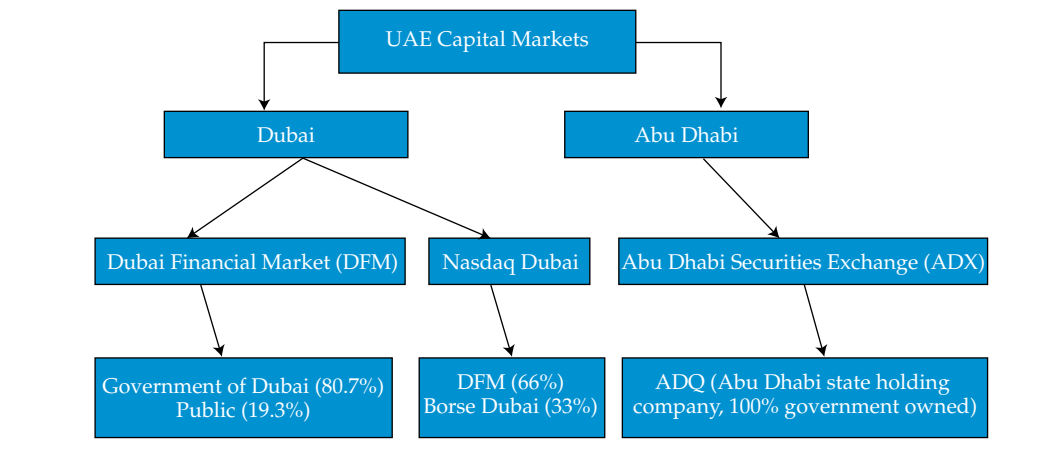 UAE Capital Markets
Dubai
Abu Dhabi
Dubai Financial Market (DFM)
Nasdaq Dubai
Abu Dhabi Securities Exchange (ADX)
Government of Dubai (80.7%)
Public (19.3%)
DFM (66%)
Borse Dubai (33%)
ADQ (Abu Dhabi state holding
company, 100% government owned)